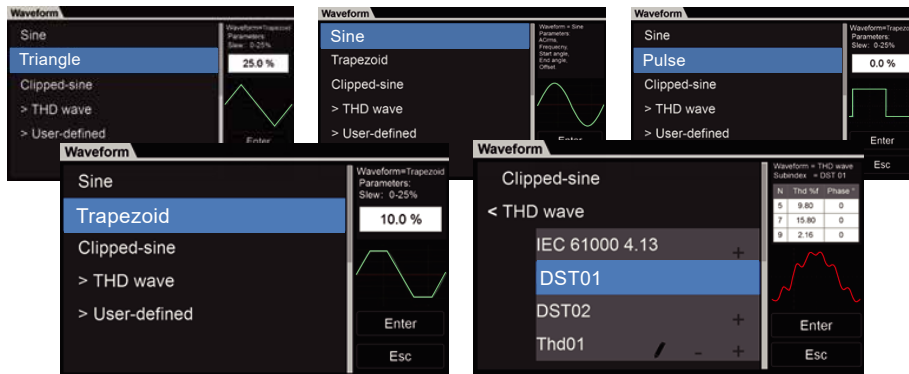 Waveform
Sine
Triangle
Clipped-sine
> THD wave
> User-defined
Waveform=Trapezoid
Parameters:
Slew: 0-25%
25.0 %
Enter
Waveform
Sine
Trapezoid
Clipped-sine
> THD wave
> User-defined
Waveform = Sine
Parameters:
ACrms,
Frequecny,
Start angle,
End angle,
Offset.
Enter
Waveform
Sine
Pulse
Clipped-sine
> THD wave
> User-defined
Waveform=Trapezo
Parameters:
Slew: 0-25%
0.0 %
Enter
Esc
Waveform
Sine
Trapezoid
Clipped-sine
> THD wave
> User-defined
Waveform=Trapezoid
Parameters:
Slew: 0-25%
10.0 %
Enter
Esc
Waveform
Clipped-sine
< THD wave
IEC 61000 4.13 +
DST01
DST02 +
Thd01 / - +
Waveform = THD wave
Subindex = DST 01
N Thd %f Phase °
5 9.80 0
7 15.80 0
9 2.16 0
Enter
Esc